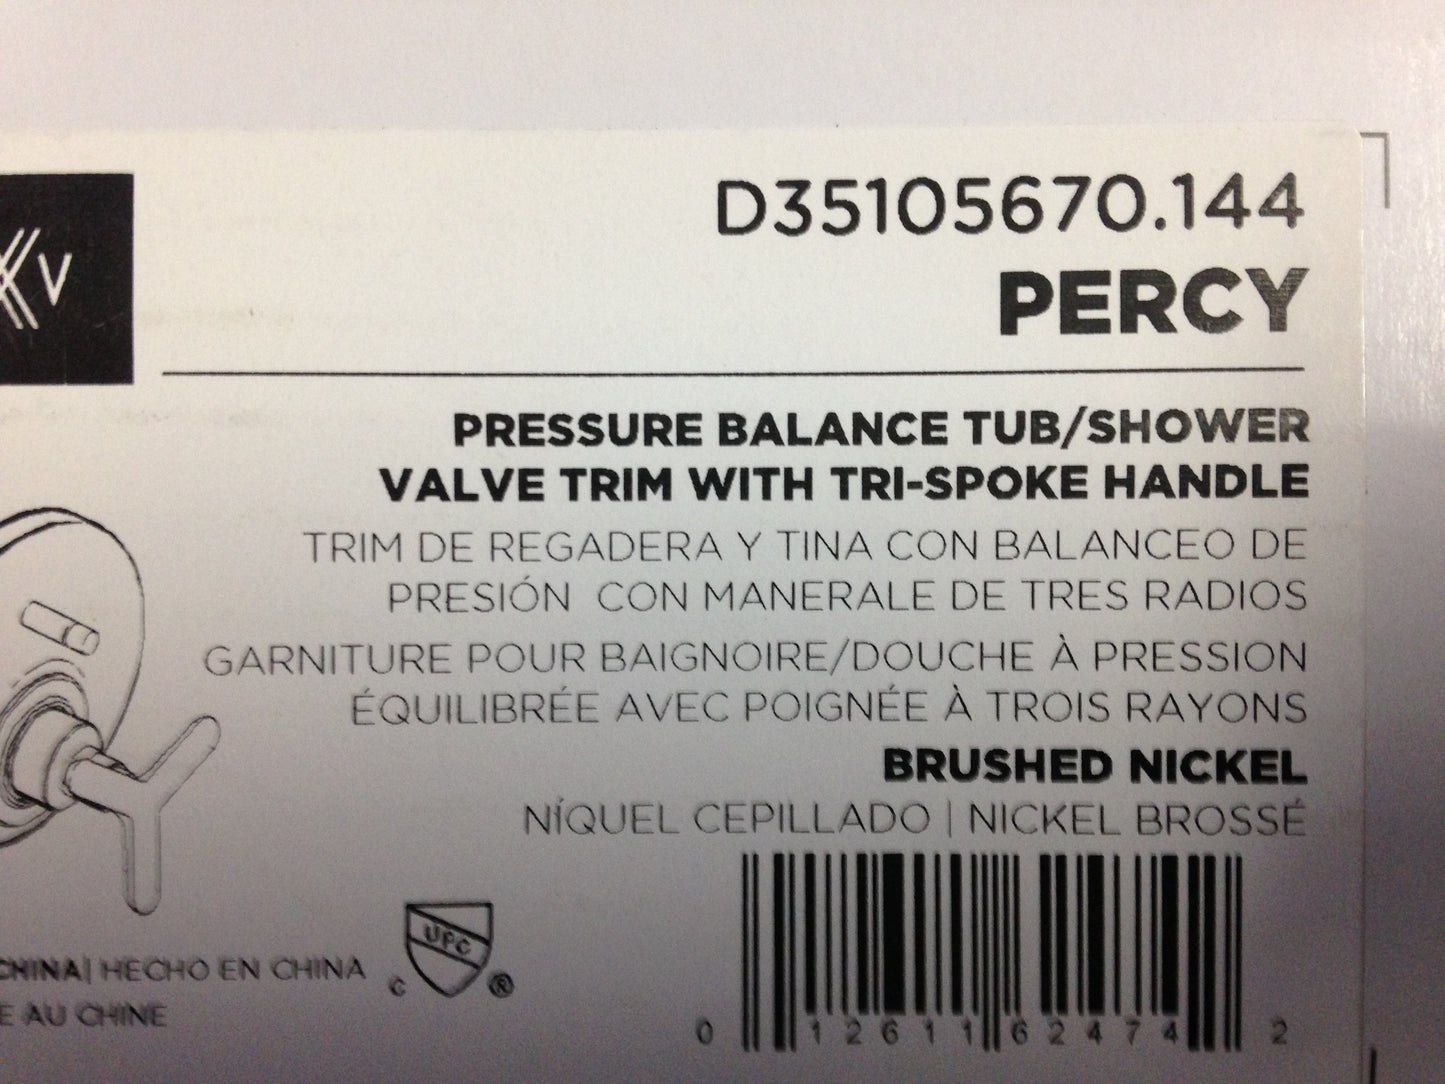 D35105670.144
PERCY
PRESSURE BALANCE TUB/SHOWER
VALVE TRIM WITH TRI-SPOKE HANDLE
TRIM DE REGADERA Y TINA CON BALANCEO DE
PRESIÓN CON MANERALE DE TRES RADIOS
GARNITURE POUR BAIGNOIRE/DOUCHE À PRESSION
ÉQUILIBRÉE AVEC POIGNÉE À TROIS RAYONS
BRUSHED NICKEL
NÍQUEL CEPILLADO | NICKEL BROSSÉ
UPC
C ®
CHINA| HECHO EN CHINA
E AU CHINE
0 12611 62474 2